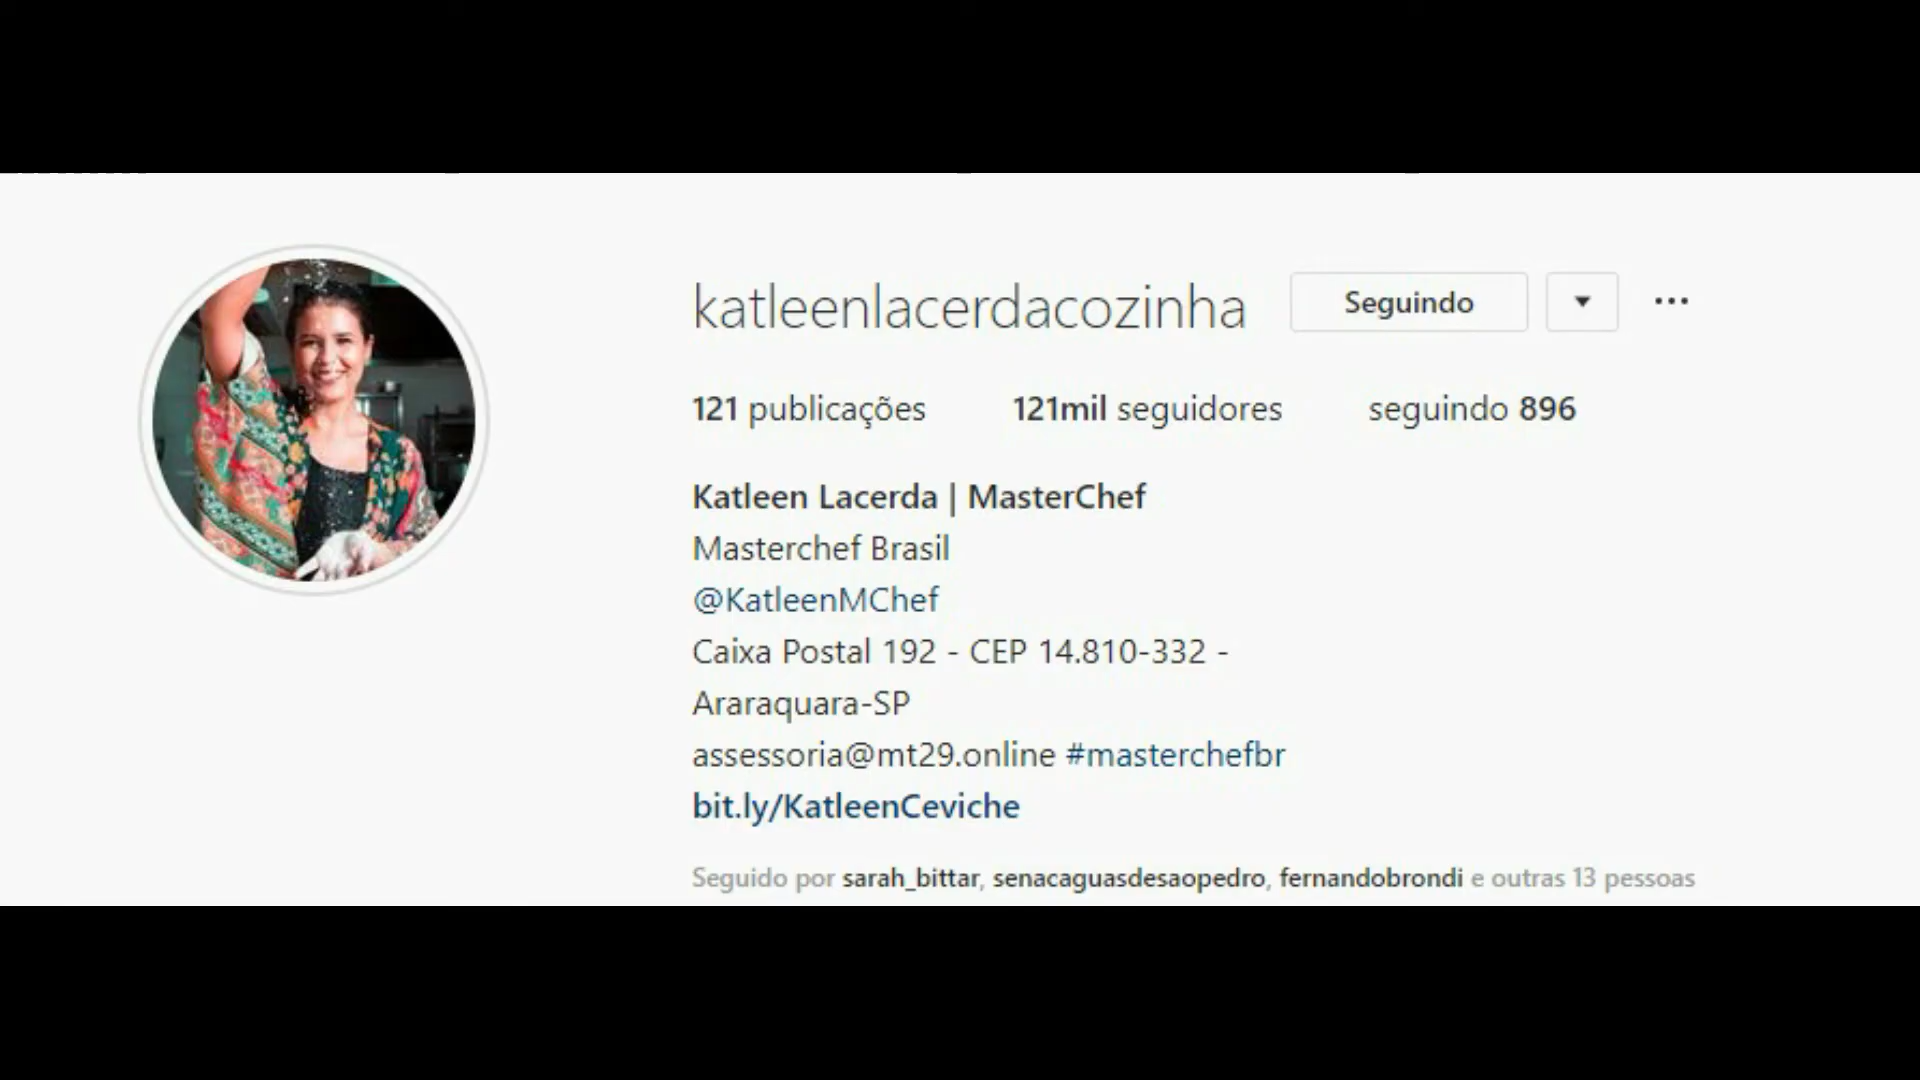 katleenlacerdacozinha Seguindo
121 publicações 121mil seguidores seguindo 896
Katleen Lacerda | MasterChef
Masterchef Brasil
@KatleenMChef
Caixa Postal 192 - CEP 14.810-332 -
Araraquara-SP
assessoria@mt29.online #masterchefbr
bit.ly/KatleenCeviche
Seguido por sarah_bittar, senacaguasdesaopedro, fernandobrondi e outras 13 pessoas